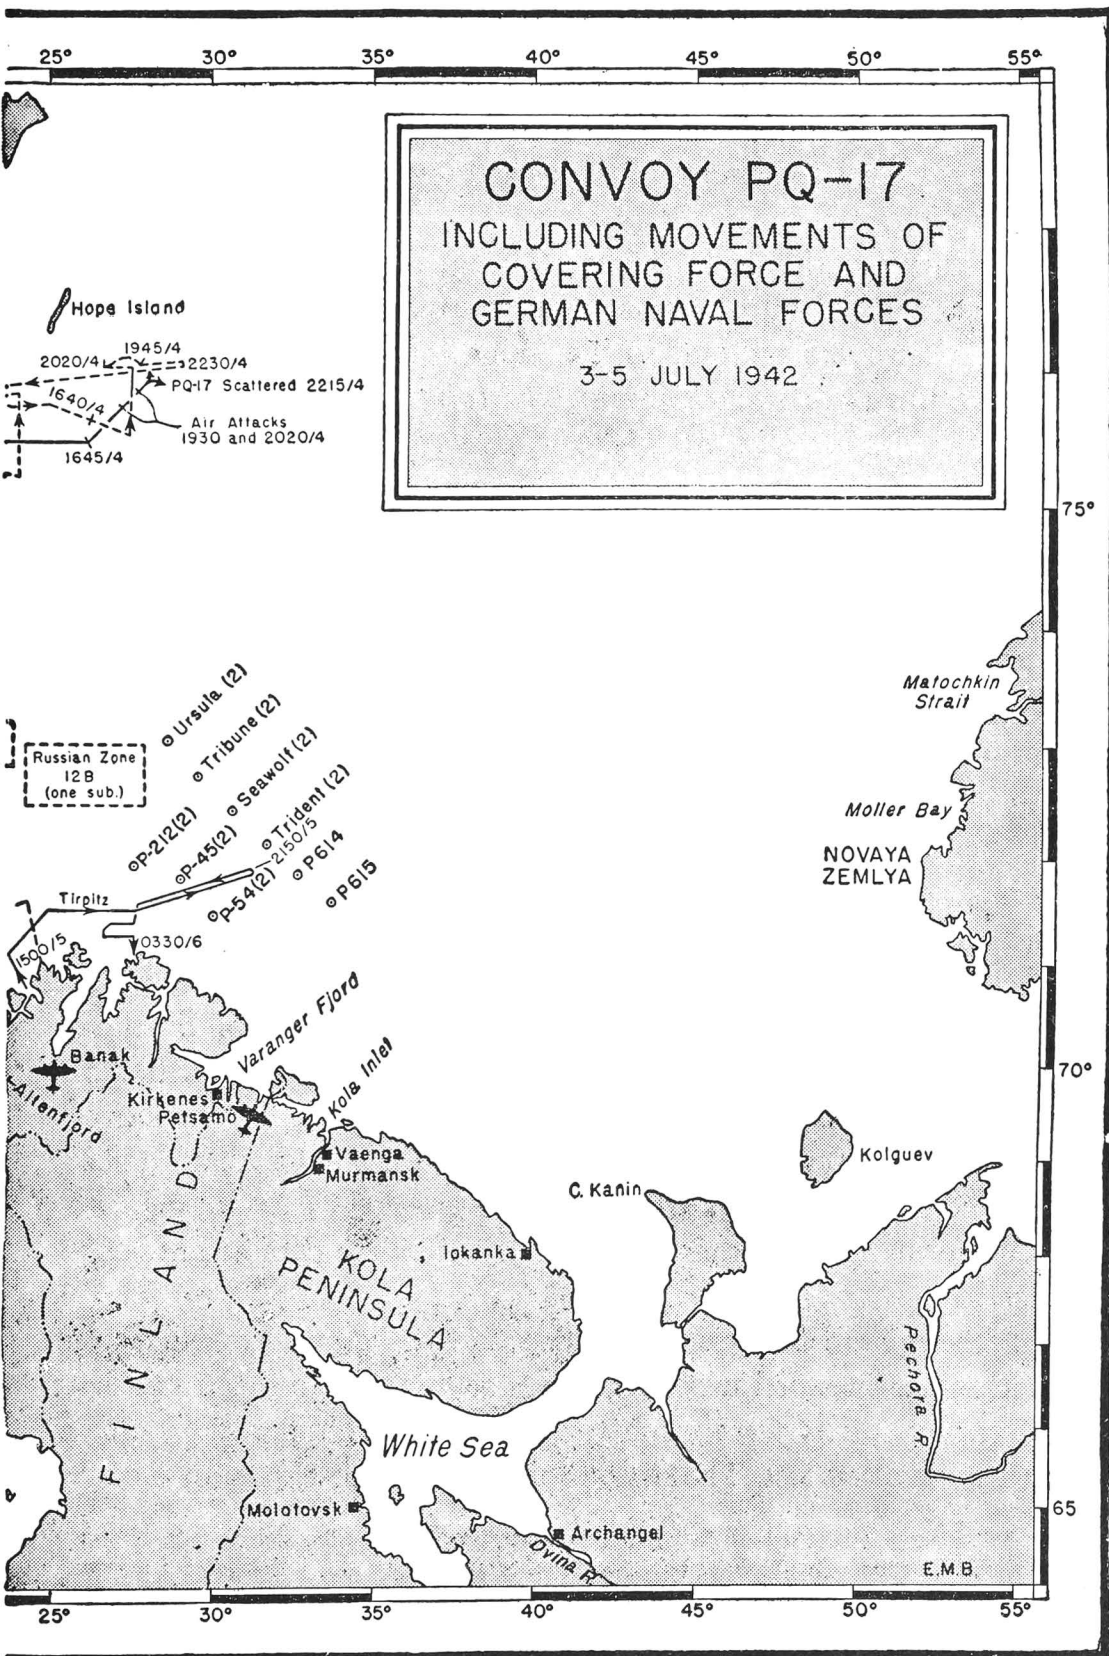 25° 30° 35° 40° 45° 50° 55°
CONVOY PQ-17
INCLUDING MOVEMENTS OF
COVERING FORCE AND
GERMAN NAVAL FORCES
3-5 JULY 1942
Hope Island
1945/4
2020/4
2230/4
PQ-17 Scattered 2215/4
1640/4
Air Attacks
1930 and 2020/4
1645/4
75°
Matochkin
Strait
Ursula (2)
Tribune (2)
Seawolf (2)
Trident (2)
2150/5
Russian Zone
12B
(one sub.)
P-212(2)
P-45(2)
P-54(2)
P614
P615
Moller Bay
NOVAYA
ZEMLYA
Tirpitz
1500/5
0330/6
Varanger Fjord
Banak
Altenfjord
70°
Kirkenes
Petsamo
Kola Inlet
Vaenga
Murmansk
Kolguev
C. Kanin
Iokanka
KOLA
PENINSULA
FINLAND
Pechora R.
White Sea
Molotovsk
65
Archangel
Dvina R.
E.M.B.
25° 30° 35° 40° 45° 50° 55°